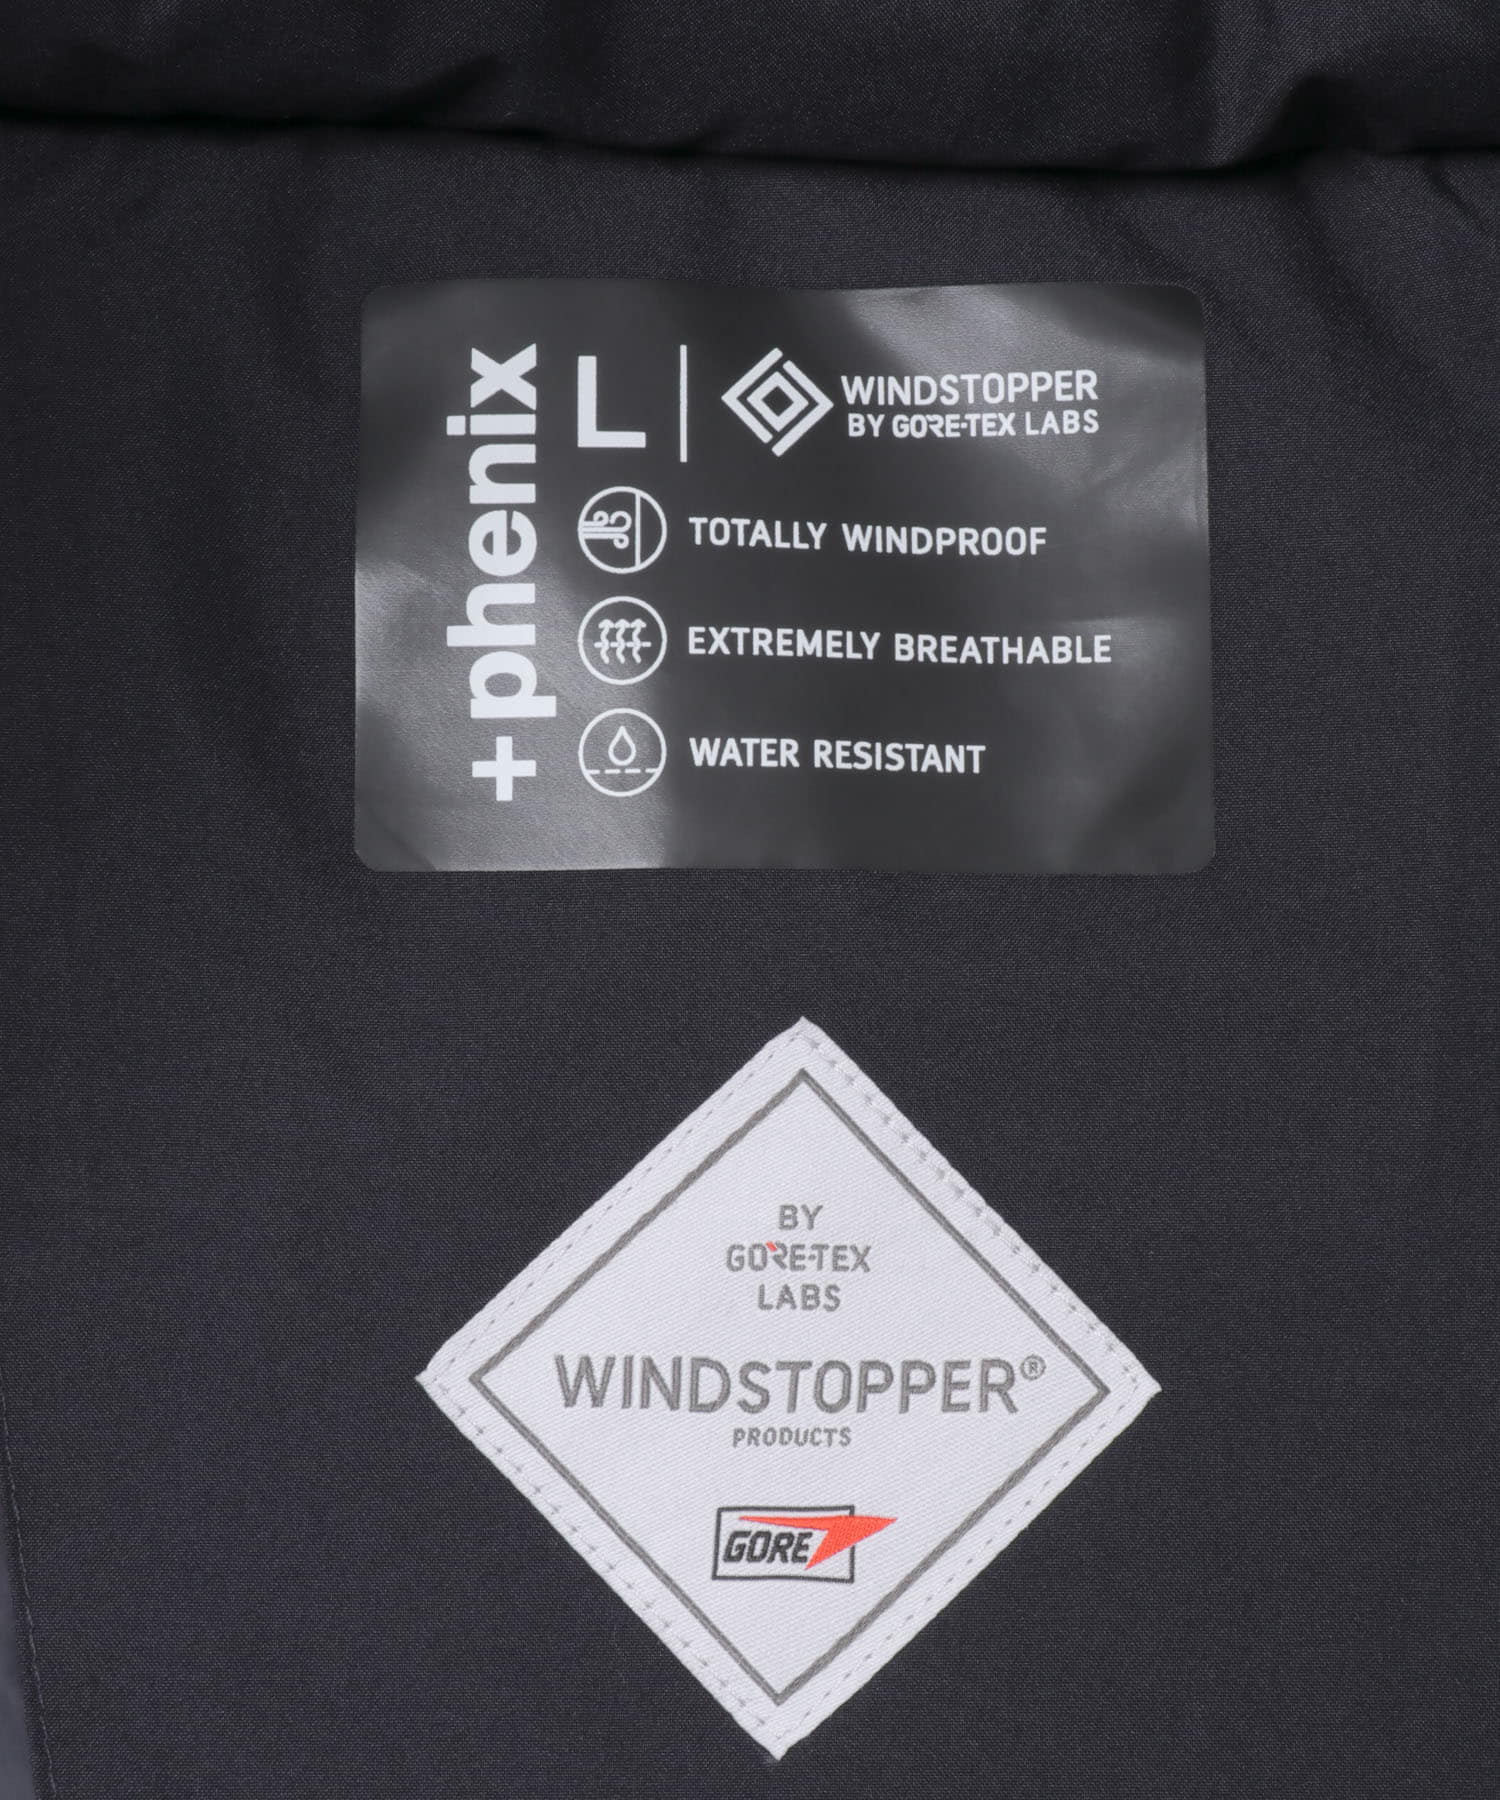 +phenix
L
WINDSTOPPER
BY GORE-TEX LABS
TOTALLY WINDPROOF
EXTREMELY BREATHABLE
WATER RESISTANT
BY
GORE-TEX
LABS
WINDSTOPPER®
PRODUCTS
GORE